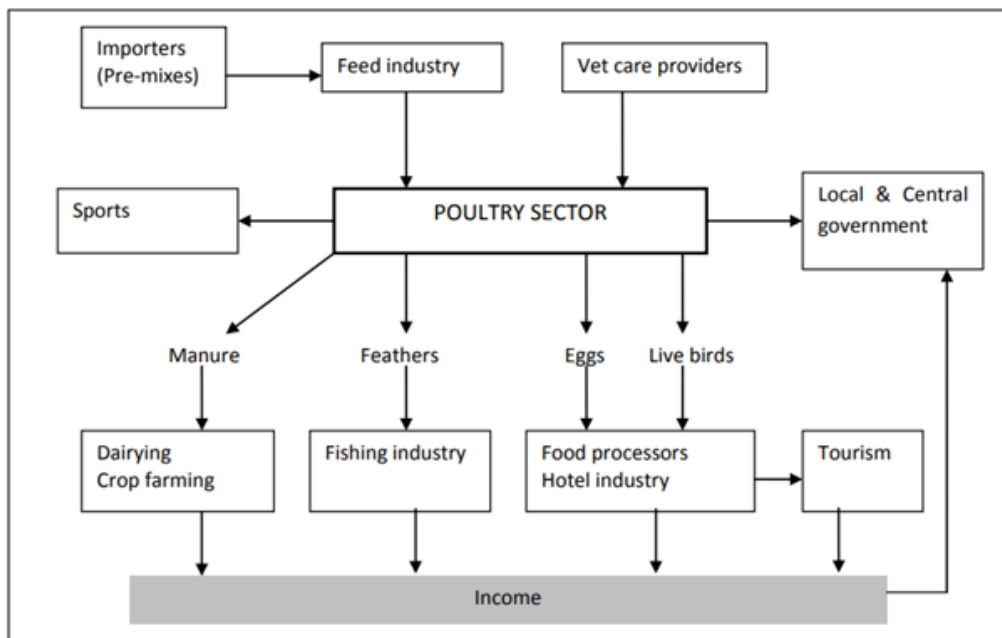 Importers
(Pre-mixes)
Feed industry
Vet care providers
Sports
POULTRY SECTOR
Local & Central
government
Manure
Feathers
Eggs
Live birds
Dairying
Crop farming
Fishing industry
Food processors
Hotel industry
Tourism
Income